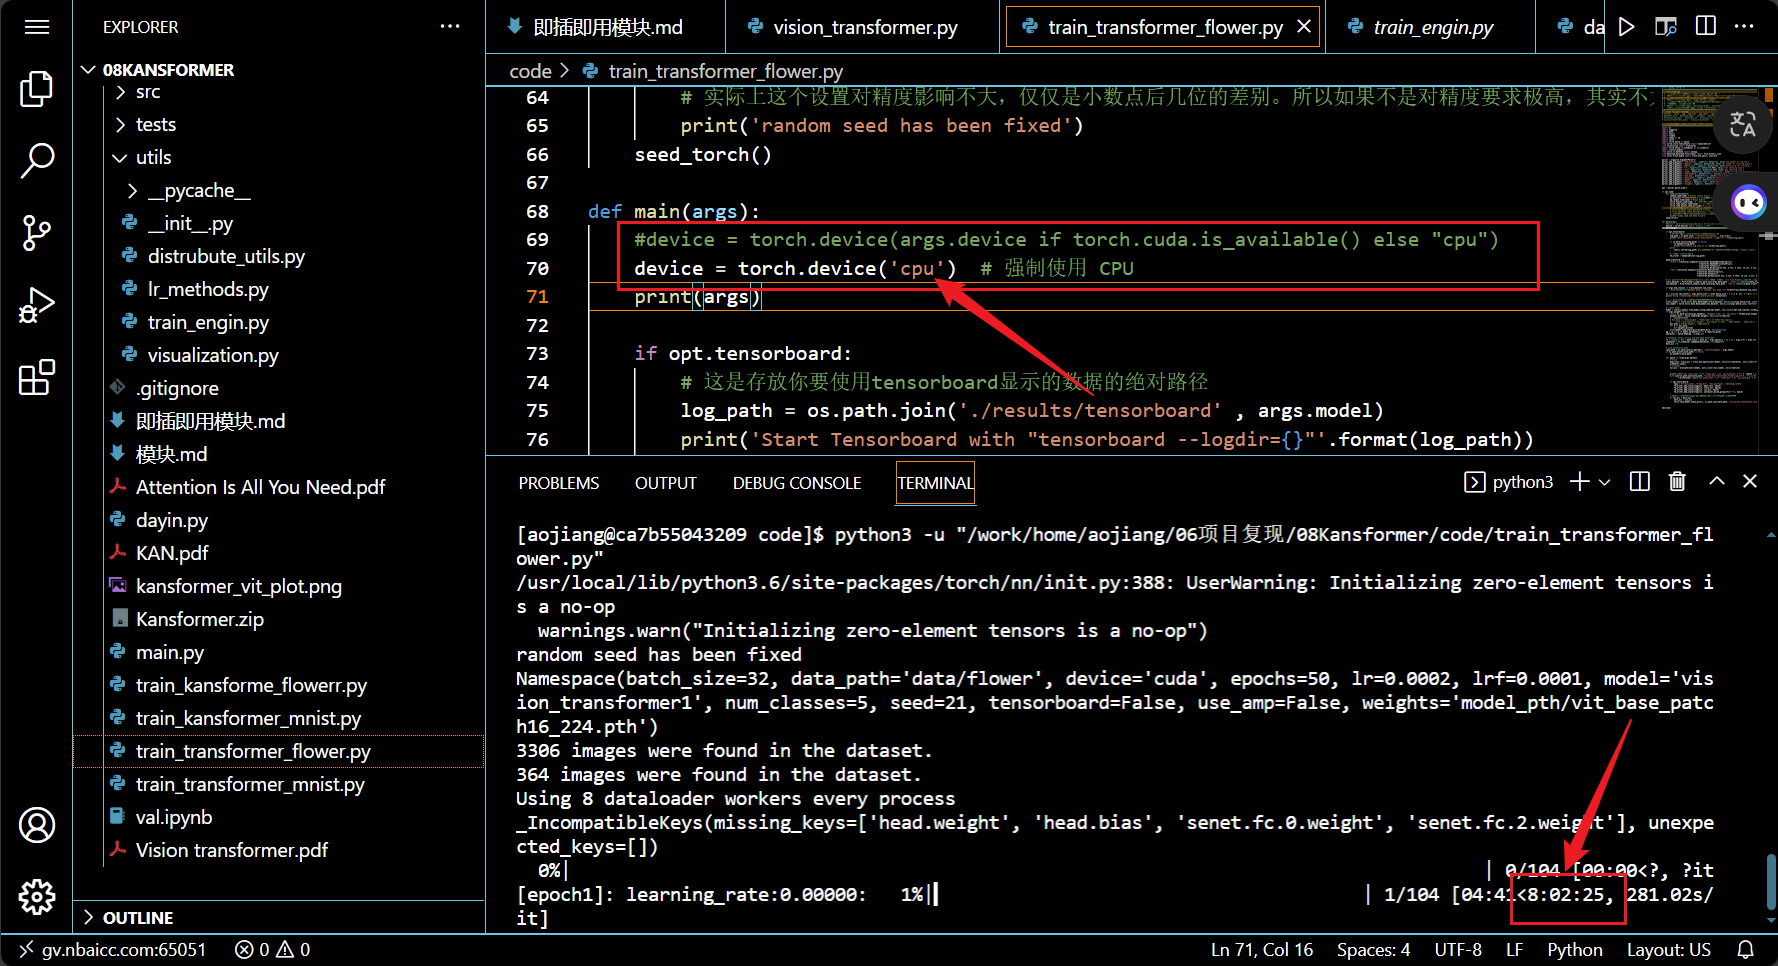 EXPLORER
08KANSFORMER
src
tests
utils
__pycache__
__init__.py
distrubute_utils.py
lr_methods.py
train_engin.py
visualization.py
.gitignore
即插即用模块.md
模块.md
Attention Is All You Need.pdf
dayin.py
KAN.pdf
kansformer_vit_plot.png
Kansformer.zip
main.py
train_kansforme_flowerr.py
train_kansformer_mnist.py
train_transformer_flower.py
train_transformer_mnist.py
val.ipynb
Vision transformer.pdf
OUTLINE
即插即用模块.md
vision_transformer.py
train_transformer_flower.py
train_engin.py
da
code > train_transformer_flower.py
64 # 实际上这个设置对精度影响不大，仅仅是小数点后几位的差别。所以如果不是对精度要求极高，其实不
65 print('random seed has been fixed')
66 seed_torch()
67
68 def main(args):
69 #device = torch.device(args.device if torch.cuda.is_available() else "cpu")
70 device = torch.device('cpu')  # 强制使用 CPU
71 print(args)
72
73 if opt.tensorboard:
74 # 这是存放你要使用tensorboard显示的数据的绝对路径
75 log_path = os.path.join('./results/tensorboard' , args.model)
76 print('Start Tensorboard with "tensorboard --logdir={}"'.format(log_path))
PROBLEMS
OUTPUT
DEBUG CONSOLE
TERMINAL
python3
[aojiang@ca7b55043209 code]$ python3 -u "/work/home/aojiang/06项目复现/08Kansformer/code/train_transformer_fl
ower.py"
/usr/local/lib/python3.6/site-packages/torch/nn/init.py:388: UserWarning: Initializing zero-element tensors i
s a no-op
warnings.warn("Initializing zero-element tensors is a no-op")
random seed has been fixed
Namespace(batch_size=32, data_path='data/flower', device='cuda', epochs=50, lr=0.0002, lrf=0.0001, model='vis
ion_transformer1', num_classes=5, seed=21, tensorboard=False, use_amp=False, weights='model_pth/vit_base_patc
h16_224.pth')
3306 images were found in the dataset.
364 images were found in the dataset.
Using 8 dataloader workers every process
_IncompatibleKeys(missing_keys=['head.weight', 'head.bias', 'senet.fc.0.weight', 'senet.fc.2.weight'], unexpe
cted_keys=[])
0%| | 0/104 [00:00<?, ?it
[epoch1]: learning_rate:0.00000: 1%| | 1/104 [04:41<8:02:25, 281.02s/
it]
gv.nbaicc.com:65051
0
0
Ln 71, Col 16
Spaces: 4
UTF-8
LF
Python
Layout: US